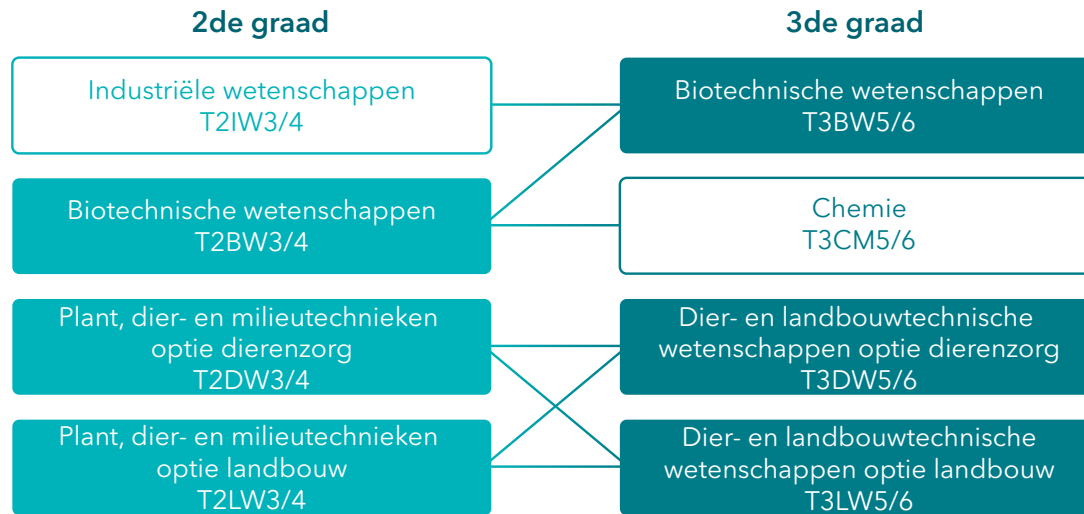 2de graad
3de graad
Industriële wetenschappen
T2IW3/4
Biotechnische wetenschappen
T3BW5/6
Biotechnische wetenschappen
T2BW3/4
Chemie
T3CM5/6
Plant, dier- en milieutechnieken
optie dierenzorg
T2DW3/4
Dier- en landbouwtechnische
wetenschappen optie dierenzorg
T3DW5/6
Plant, dier- en milieutechnieken
optie landbouw
T2LW3/4
Dier- en landbouwtechnische
wetenschappen optie landbouw
T3LW5/6